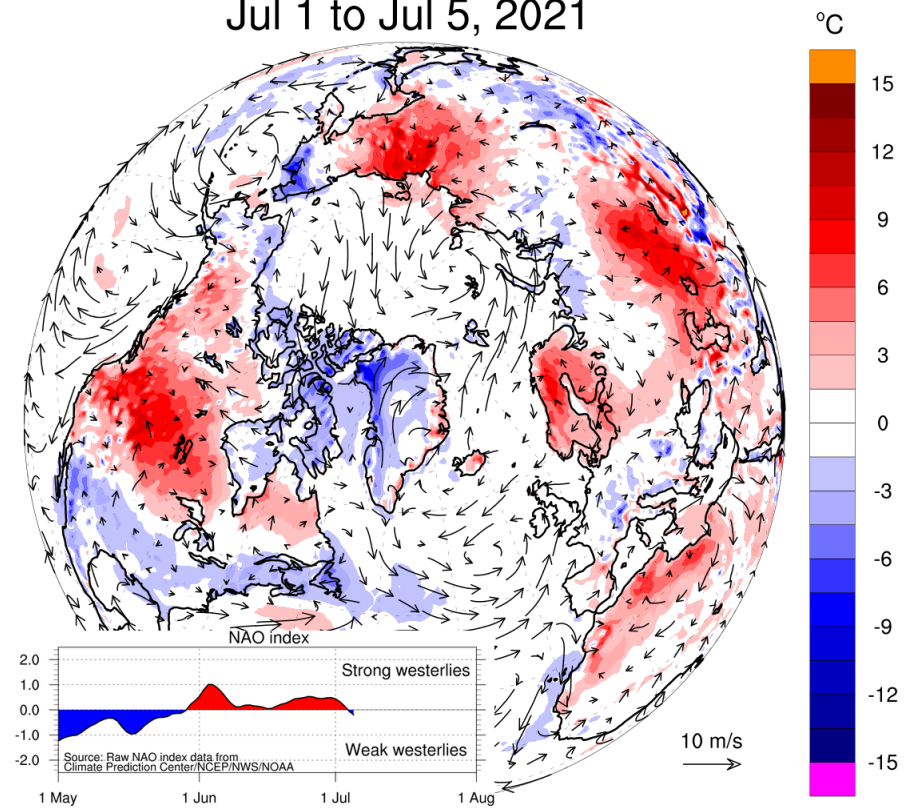 Jul 1 to Jul 5, 2021
°C
15
12
9
6
3
0
-3
-6
-9
-12
-15
10 m/s
NAO index
2.0
1.0
0.0
-1.0
-2.0
Strong westerlies
Weak westerlies
Source: Raw NAO index data from
Climate Prediction Center/NCEP/NWS/NOAA
1 May
1 Jun
1 Jul
1 Aug